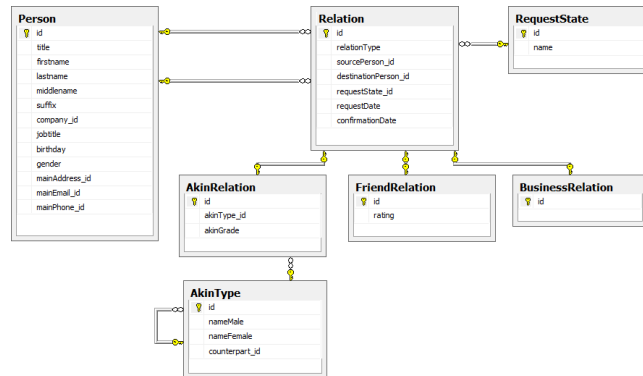 Person
id
title
firstname
lastname
middlename
suffix
company_id
jobtitle
birthday
gender
mainAddress_id
mainEmail_id
mainPhone_id
Relation
id
relationType
sourcePerson_id
destinationPerson_id
requestState_id
requestDate
confirmationDate
RequestState
id
name
AkinRelation
id
akinType_id
akinGrade
FriendRelation
id
rating
BusinessRelation
id
AkinType
id
nameMale
nameFemale
counterpart_id